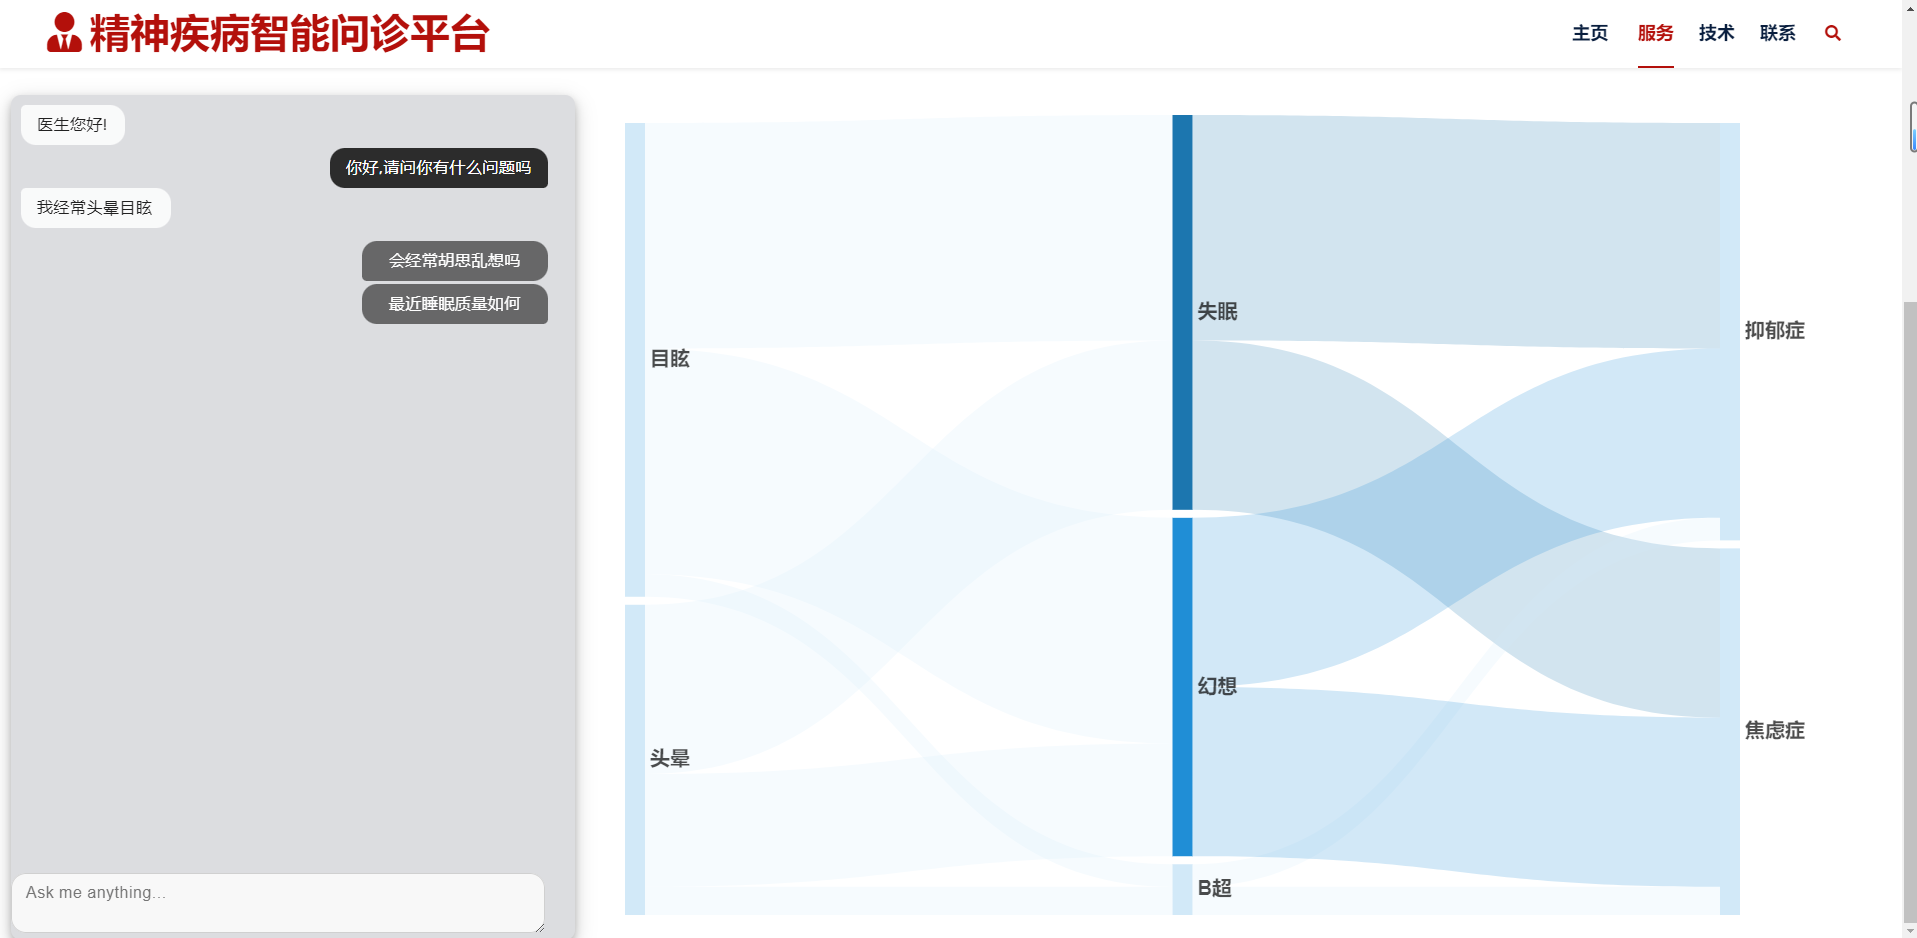 精神疾病智能问诊平台
主页 服务 技术 联系
医生您好!
你好,请问你有什么问题吗
我经常头晕目眩
会经常胡思乱想吗
最近睡眠质量如何
Ask me anything...
目眩
头晕
失眠
幻想
B超
抑郁症
焦虑症